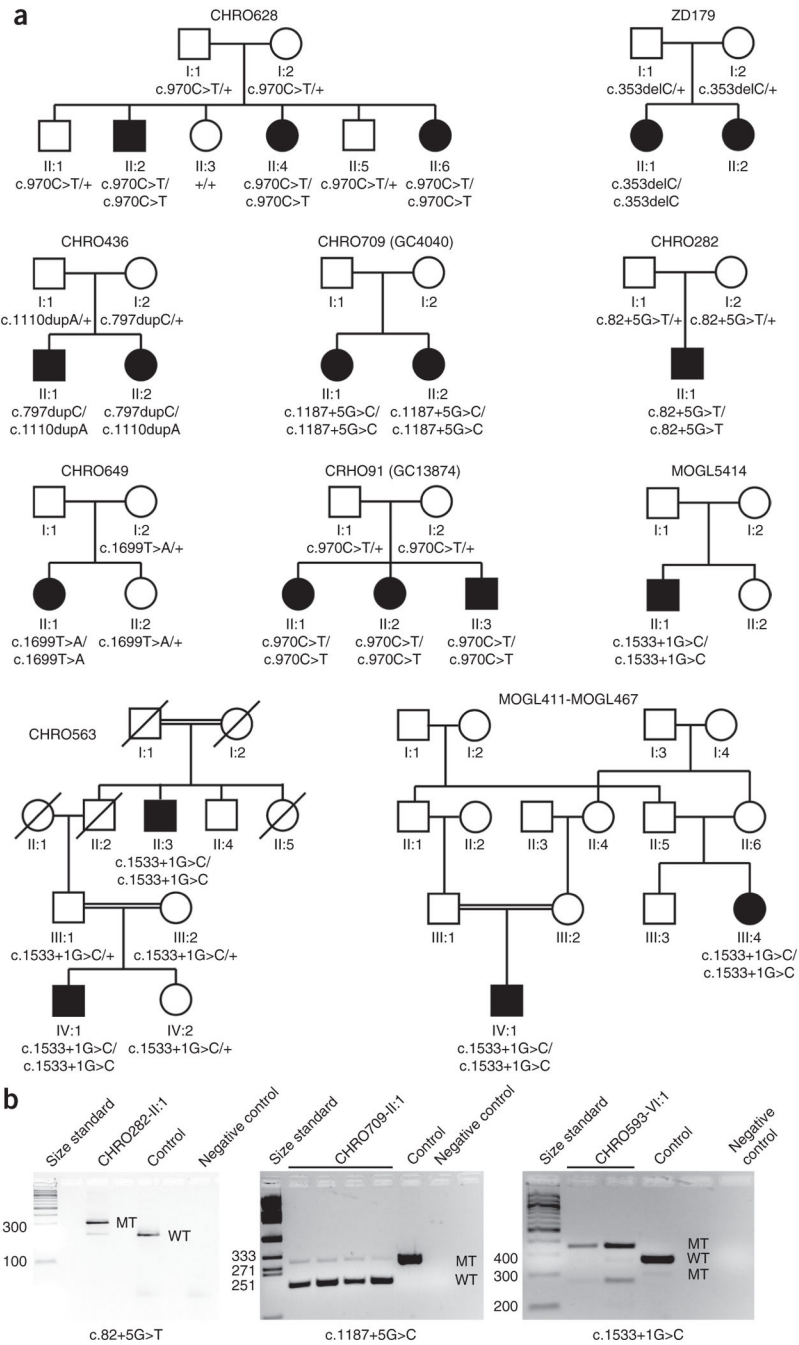 a
CHRO628
I:1
I:2
c.970C>T/+
c.970C>T/+
II:1
II:2
II:3
II:4
II:5
II:6
c.970C>T/+
c.970C>T/
+/+
c.970C>T/
c.970C>T/+
c.970C>T/
c.970C>T
c.970C>T
c.970C>T
ZD179
I:1
I:2
c.353delC/+
c.353delC/+
II:1
II:2
c.353delC/
c.353delC
CHRO436
I:1
I:2
c.1110dupA/+
c.797dupC/+
II:1
II:2
c.797dupC/
c.797dupC/
c.1110dupA
c.1110dupA
CHRO709 (GC4040)
I:1
I:2
II:1
II:2
c.1187+5G>C/
c.1187+5G>C/
c.1187+5G>C
c.1187+5G>C
CHRO282
I:1
I:2
c.82+5G>T/+
c.82+5G>T/+
II:1
c.82+5G>T/
c.82+5G>T
CHRO649
I:1
I:2
c.1699T>A/+
II:1
II:2
c.1699T>A/
c.1699T>A/+
c.1699T>A
CRHO91 (GC13874)
I:1
I:2
c.970C>T/+
c.970C>T/+
II:1
II:2
II:3
c.970C>T/
c.970C>T/
c.970C>T/
c.970C>T
c.970C>T
c.970C>T
MOGL5414
I:1
I:2
II:1
II:2
c.1533+1G>C/
c.1533+1G>C
CHRO563
I:1
I:2
II:1
II:2
II:3
II:4
II:5
c.1533+1G>C/
c.1533+1G>C
III:1
III:2
c.1533+1G>C/+
c.1533+1G>C/+
IV:1
IV:2
c.1533+1G>C/
c.1533+1G>C/+
c.1533+1G>C
MOGL411-MOGL467
I:1
I:2
I:3
I:4
II:1
II:2
II:3
II:4
II:5
II:6
III:1
III:2
III:3
III:4
c.1533+1G>C/
c.1533+1G>C
IV:1
c.1533+1G>C/
c.1533+1G>C
b
Size standard
CHRO282-II:1
Control
Negative control
300
100
MT
WT
c.82+5G>T
Size standard
CHRO709-II:1
Control
Negative control
333
271
251
MT
WT
c.1187+5G>C
Size standard
CHRO593-VI:1
Control
Negative
control
400
300
200
MT
WT
MT
c.1533+1G>C